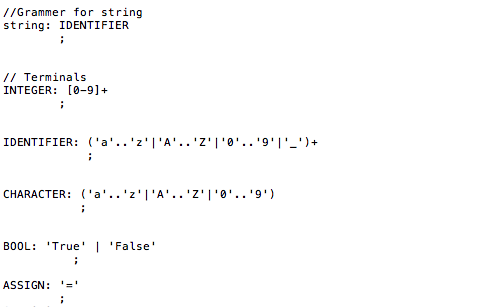 //Grammer for string
string: IDENTIFIER
;
// Terminals
INTEGER: [0-9]+
;
IDENTIFIER: ('a'..'z'|'A'..'Z'|'0'..'9'|'_')+
;
CHARACTER: ('a'..'z'|'A'..'Z'|'0'..'9')
;
BOOL: 'True' | 'False'
;
ASSIGN: '='
;